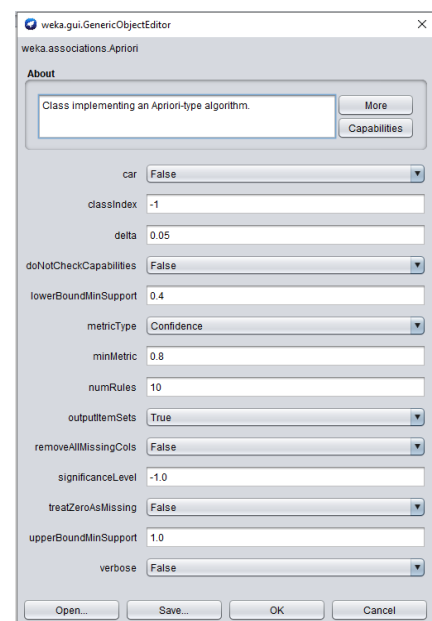 weka.gui.GenericObjectEditor
weka.associations.Apriori
About
Class implementing an Apriori-type algorithm.
More
Capabilities
car False
classIndex -1
delta 0.05
doNotCheckCapabilities False
lowerBoundMinSupport 0.4
metricType Confidence
minMetric 0.8
numRules 10
outputItemSets True
removeAllMissingCols False
significanceLevel -1.0
treatZeroAsMissing False
upperBoundMinSupport 1.0
verbose False
Open... Save... OK Cancel